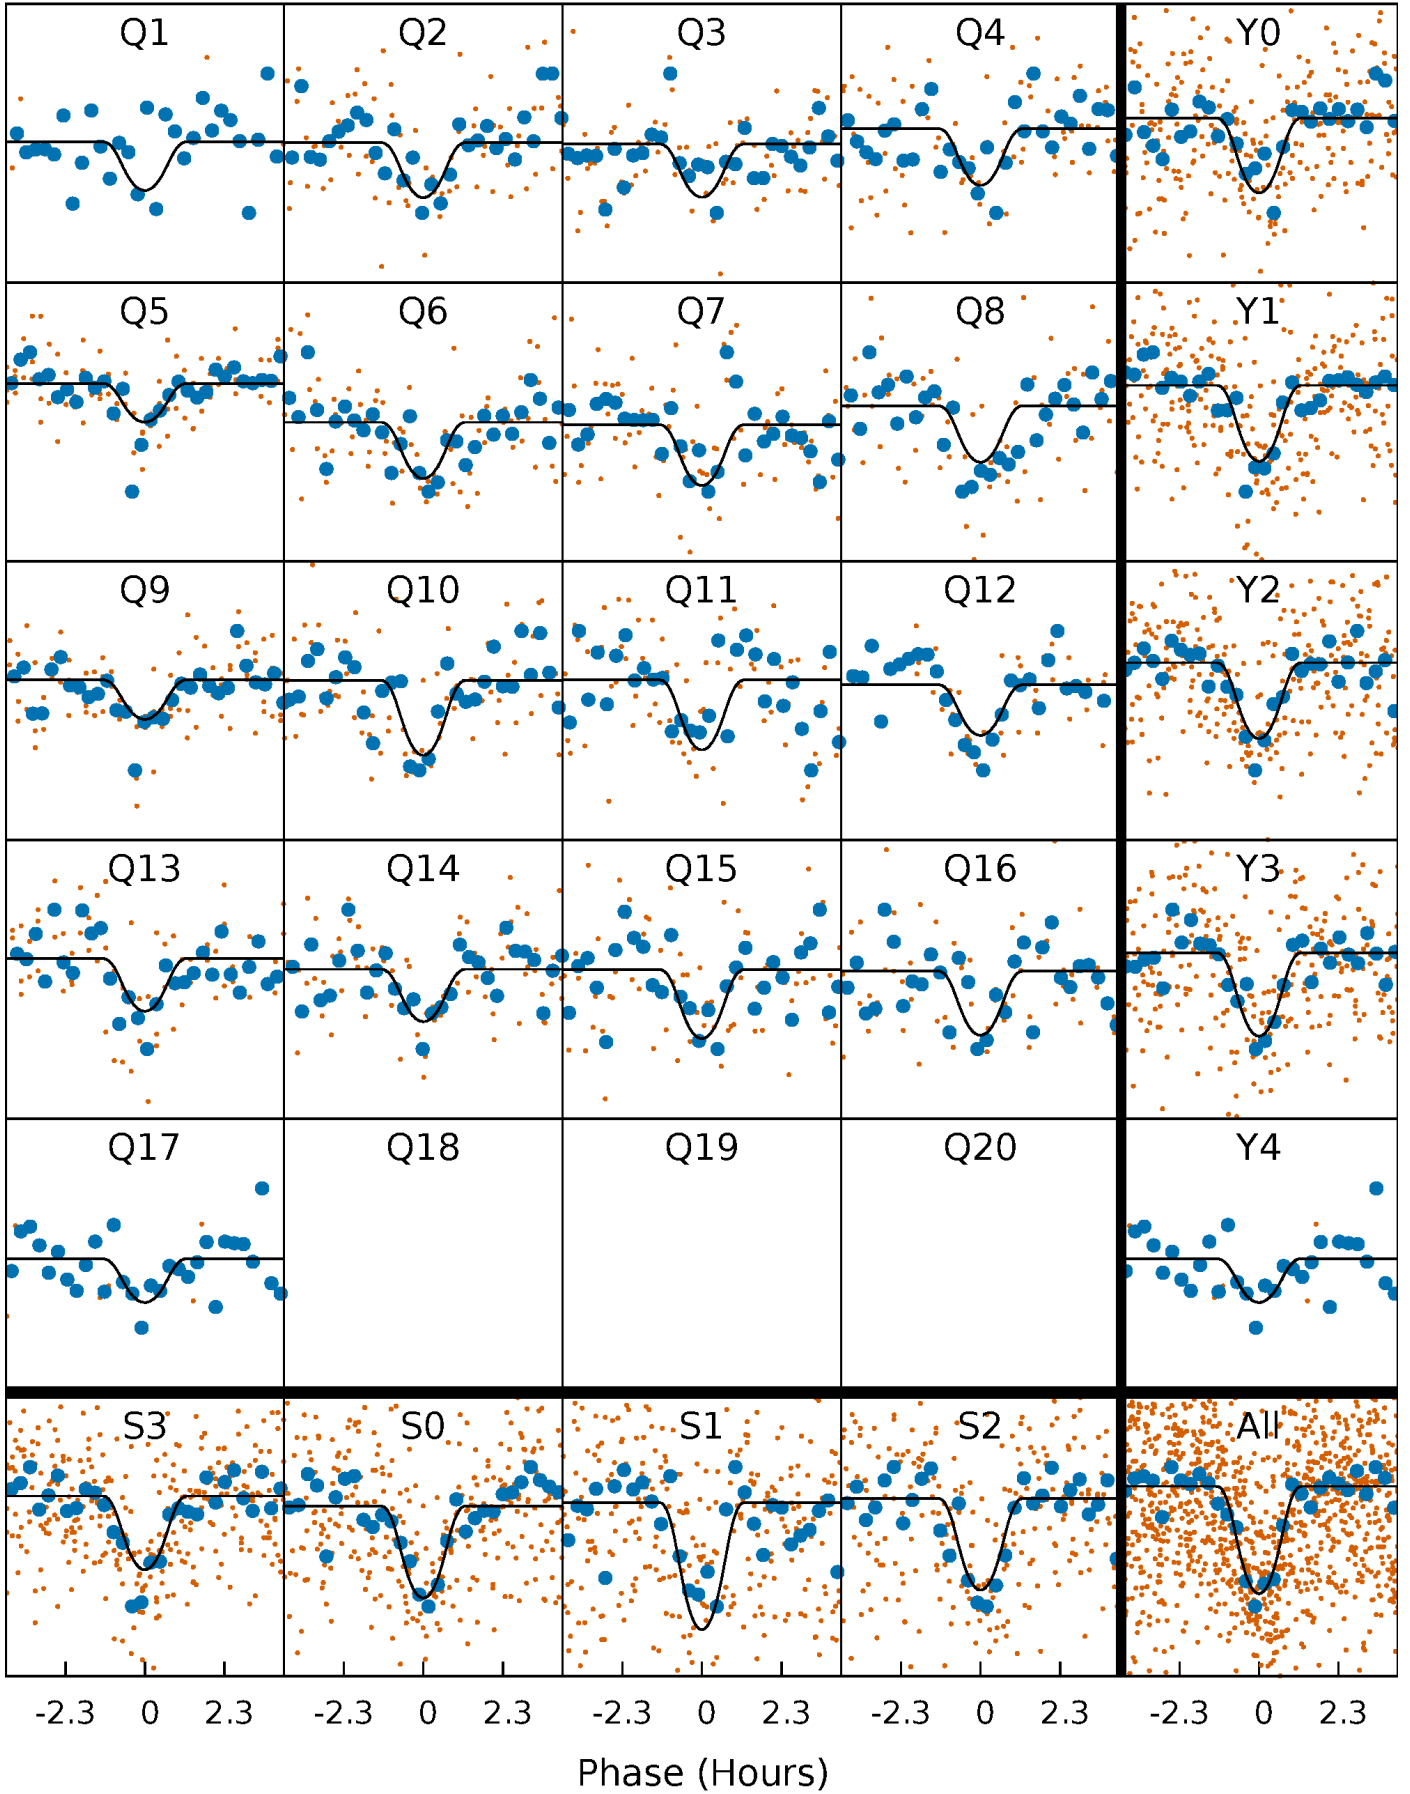 Q1 Q2 Q3 Q4 Y0
Q5 Q6 Q7 Q8 Y1
Q9 Q10 Q11 Q12 Y2
Q13 Q14 Q15 Q16 Y3
Q17 Q18 Q19 Q20 Y4
S3 S0 S1 S2 All
-2.3 0 2.3 -2.3 0 2.3 -2.3 0 2.3 -2.3 0 2.3 -2.3 0 2.3
Phase (Hours)